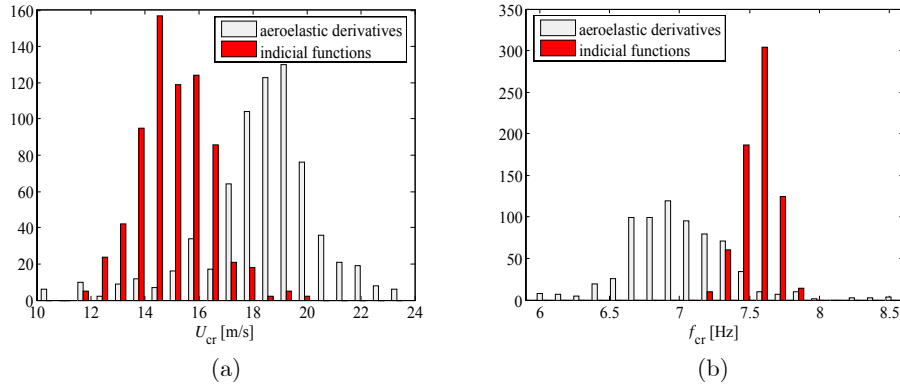 160
140
120
100
80
60
40
20
0
aeroelastic derivatives
indicial functions
10 12 14 16 18 20 22 24
U_cr [m/s]
(a)
350
300
250
200
150
100
50
0
aeroelastic derivatives
indicial functions
6 6.5 7 7.5 8 8.5
f_cr [Hz]
(b)